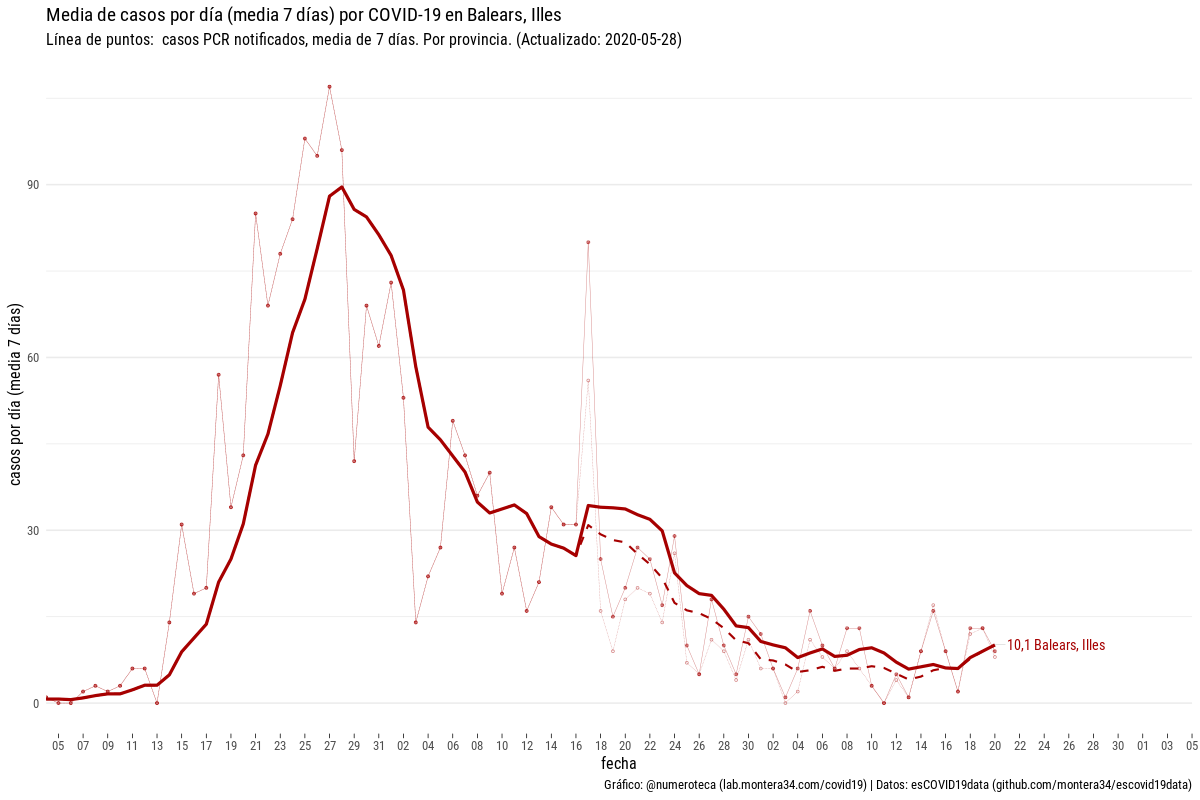 Media de casos por día (media 7 días) por COVID-19 en Balears, Illes
Línea de puntos:  casos PCR notificados, media de 7 días. Por provincia. (Actualizado: 2020-05-28)
casos por día (media 7 días)
90
60
30
0
10,1 Balears, Illes
05 07 09 11 13 15 17 19 21 23 25 27 29 31 02 04 06 08 10 12 14 16 18 20 22 24 26 28 30 02 04 06 08 10 12 14 16 18 20 22 24 26 28 30 01 03 05
fecha
Gráfico: @numeroteca (lab.montera34.com/covid19) | Datos: esCOVID19data (github.com/montera34/escovid19data)